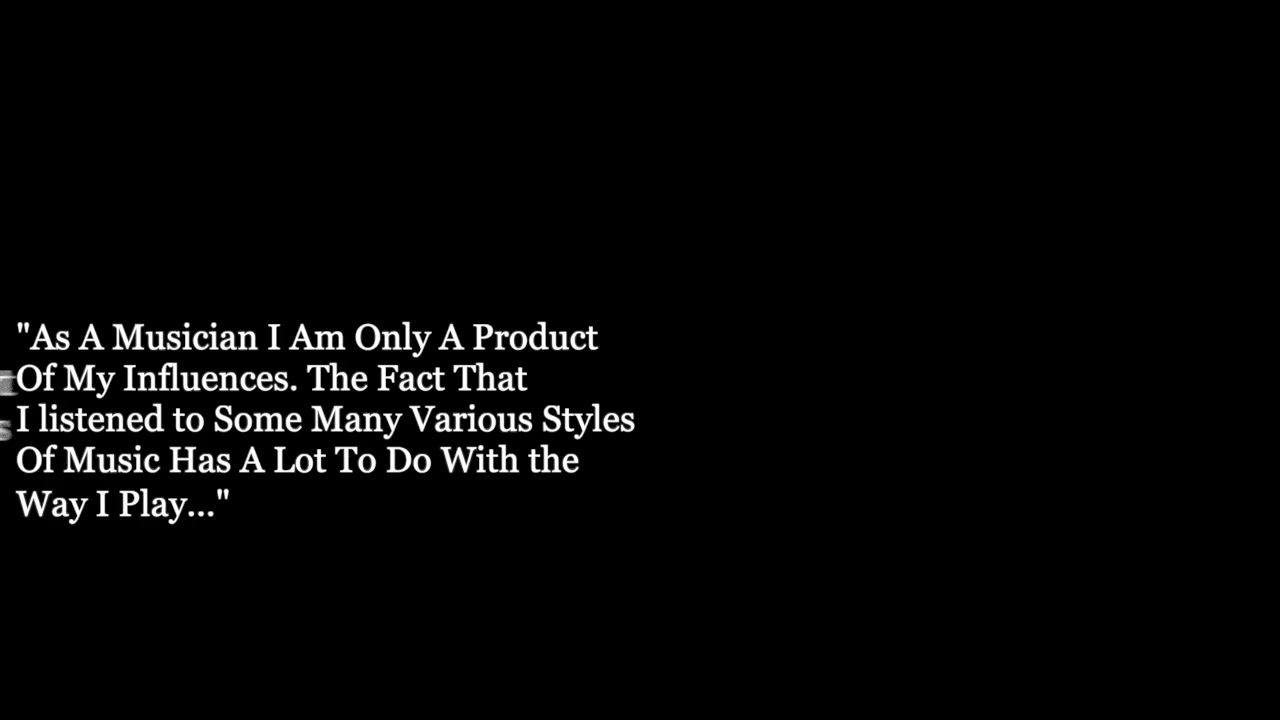 "As A Musician I Am Only A Product
Of My Influences. The Fact That
I listened to Some Many Various Styles
Of Music Has A Lot To Do With the
Way I Play..."